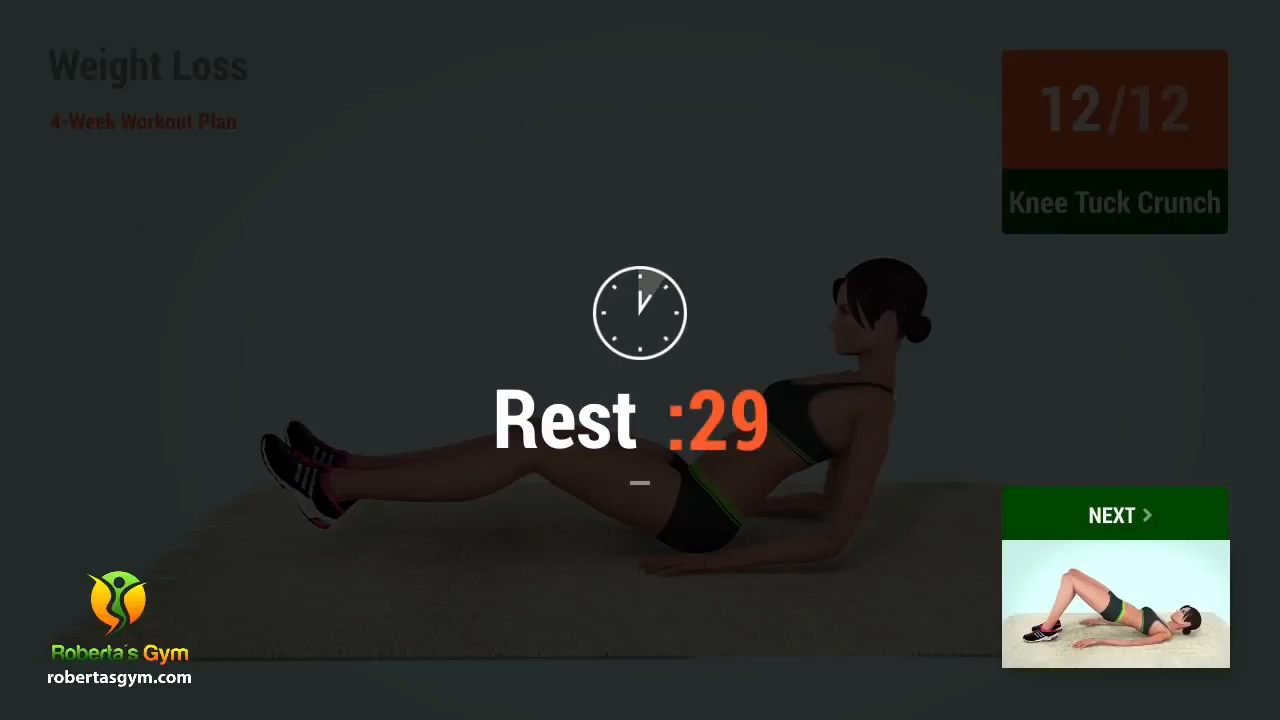 Weight Loss
4-Week Workout Plan
12/12
Knee Tuck Crunch
Rest :29
NEXT >
Roberta's Gym
robertasgym.com